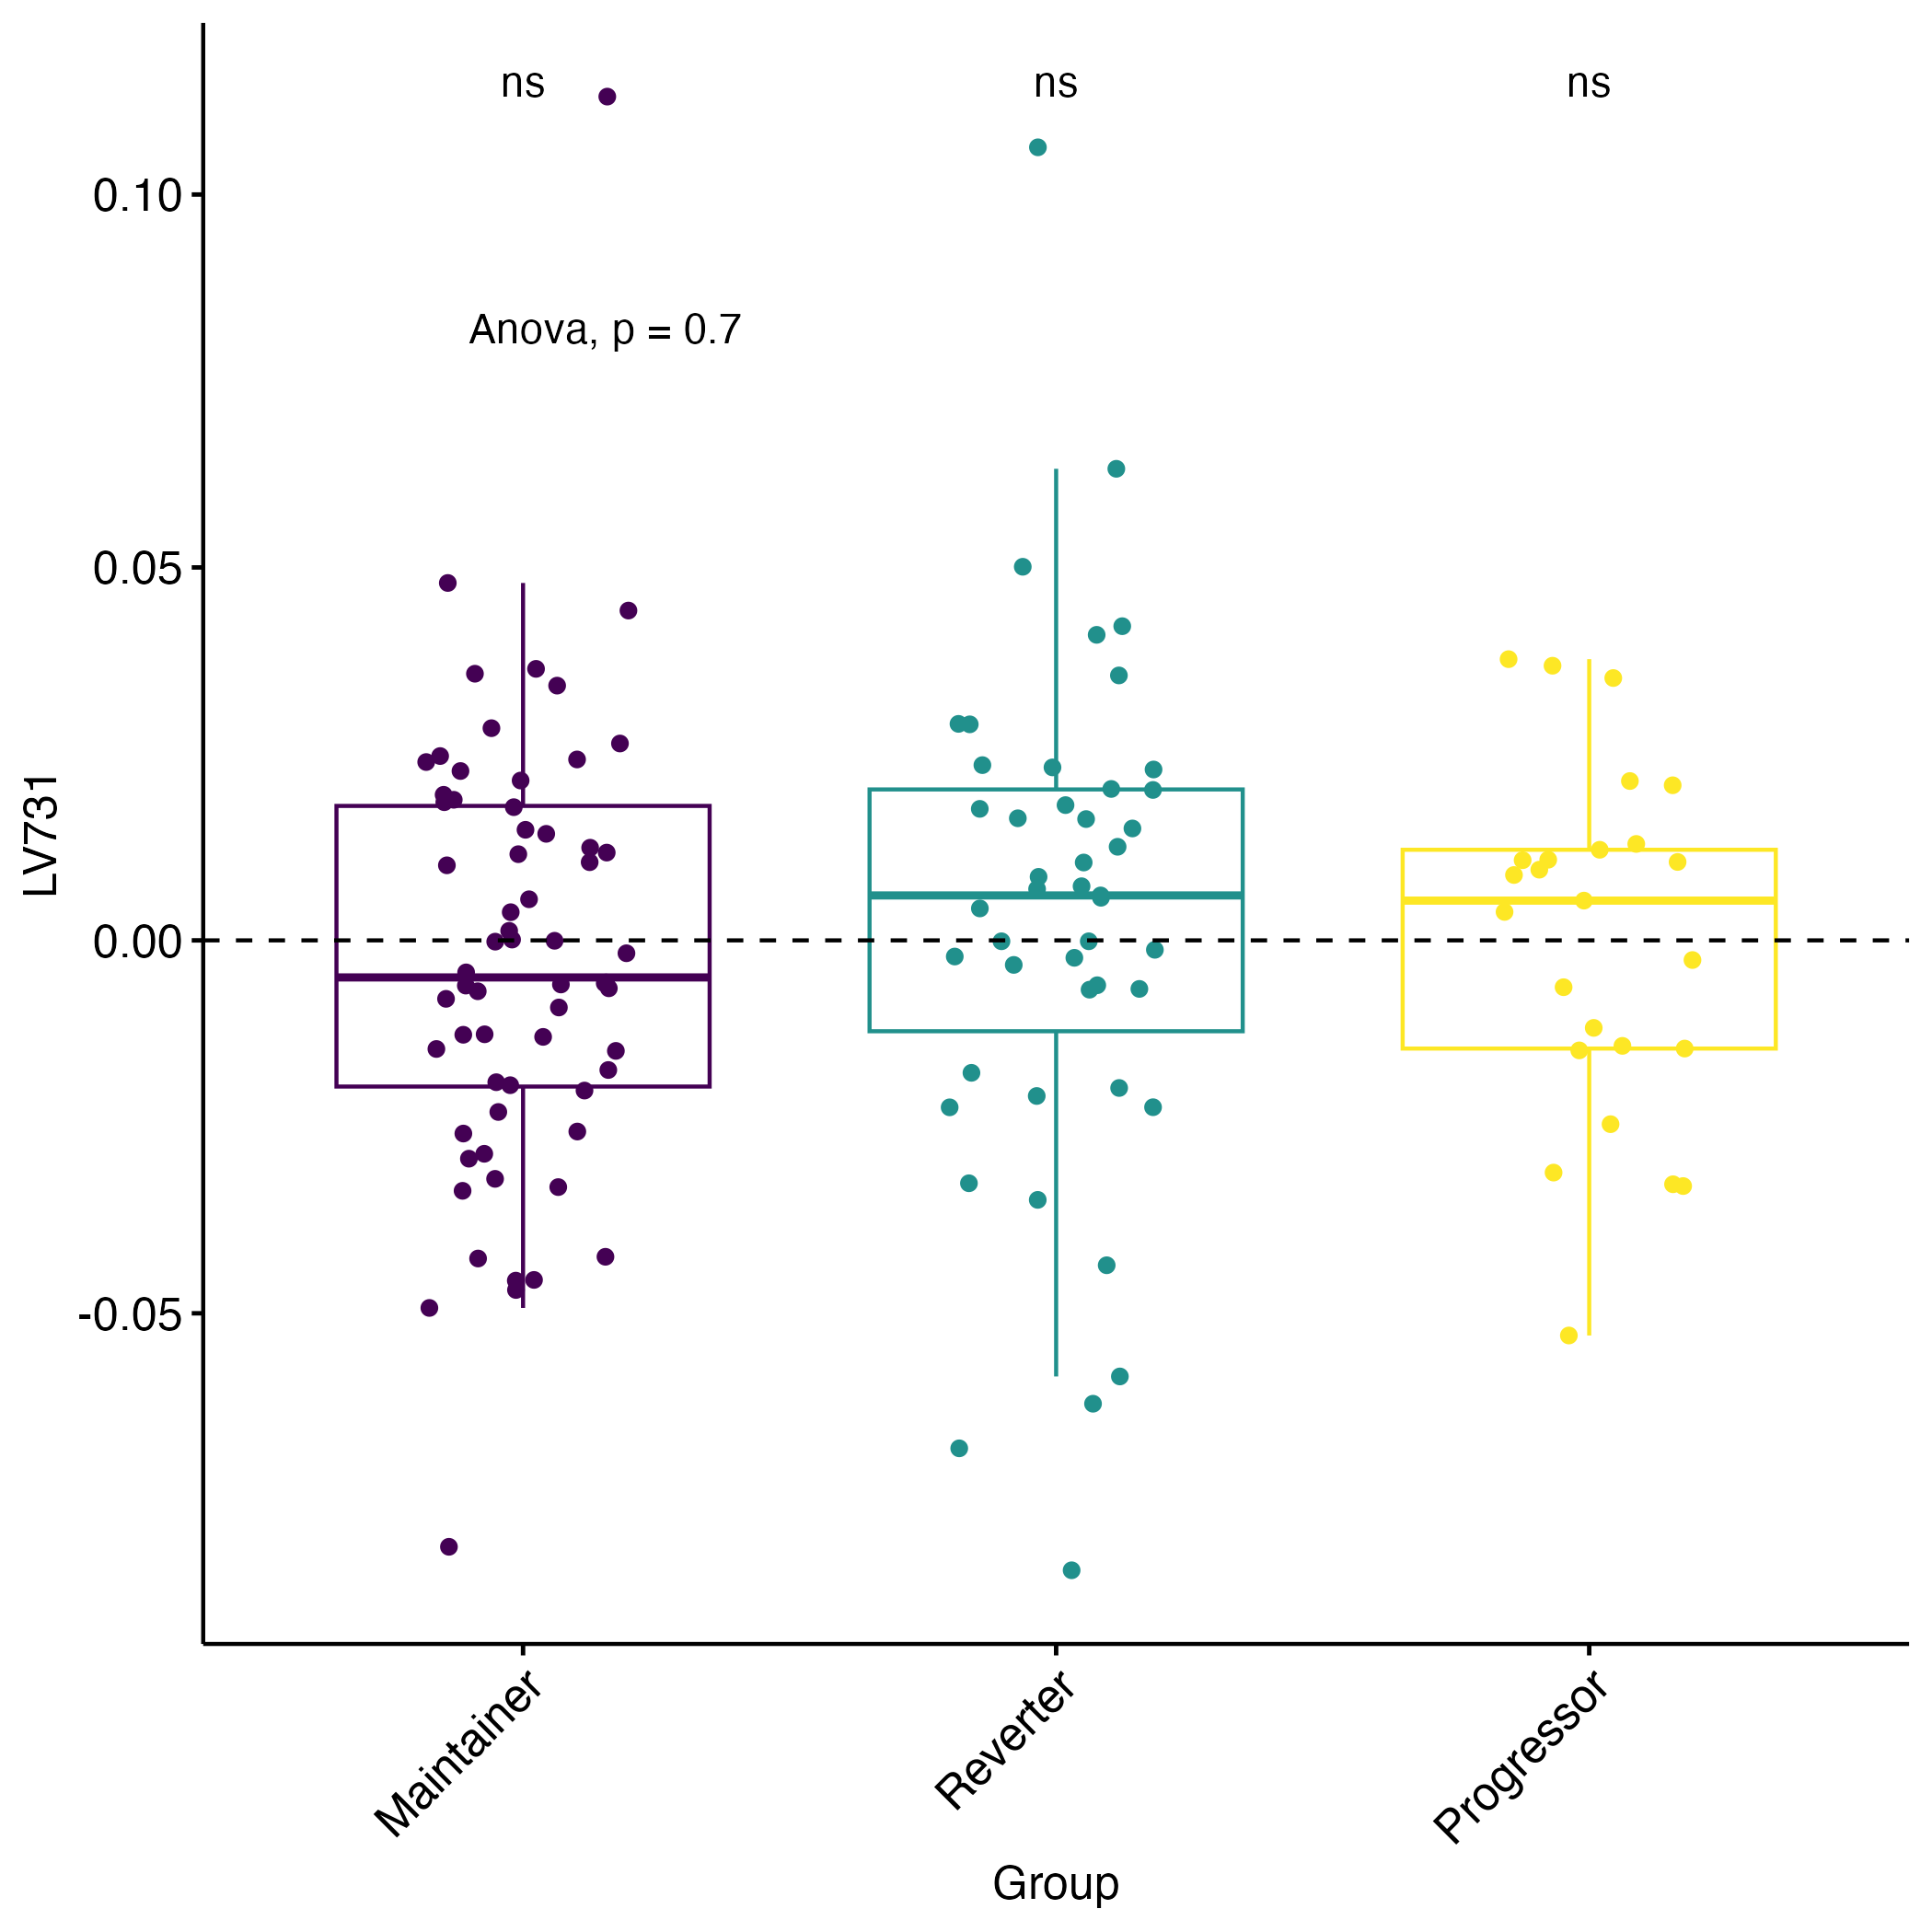 ns ns ns
Anova, p = 0.7
0.10
0.05
0.00
-0.05
LV731
Maintainer
Reverter
Progressor
Group